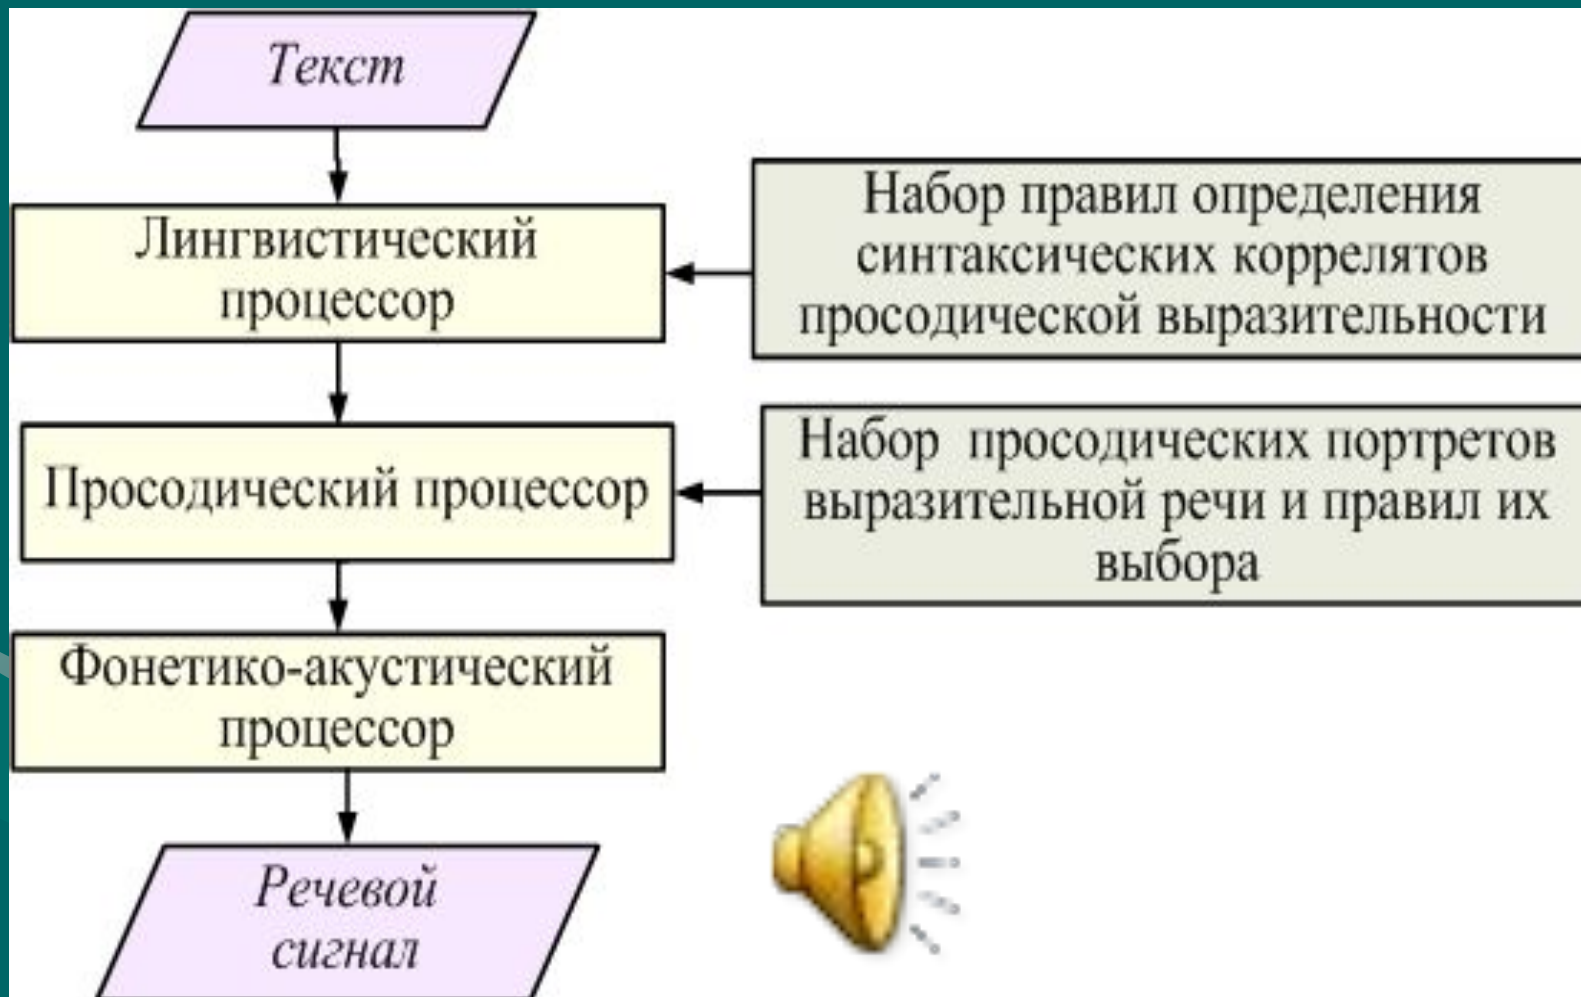 Текст
Лингвистический
процессор
Набор правил определения
синтаксических коррелятов
просодической выразительности
Просодический процессор
Набор просодических портретов
выразительной речи и правил их
выбора
Фонетико-акустический
процессор
Речевой
сигнал